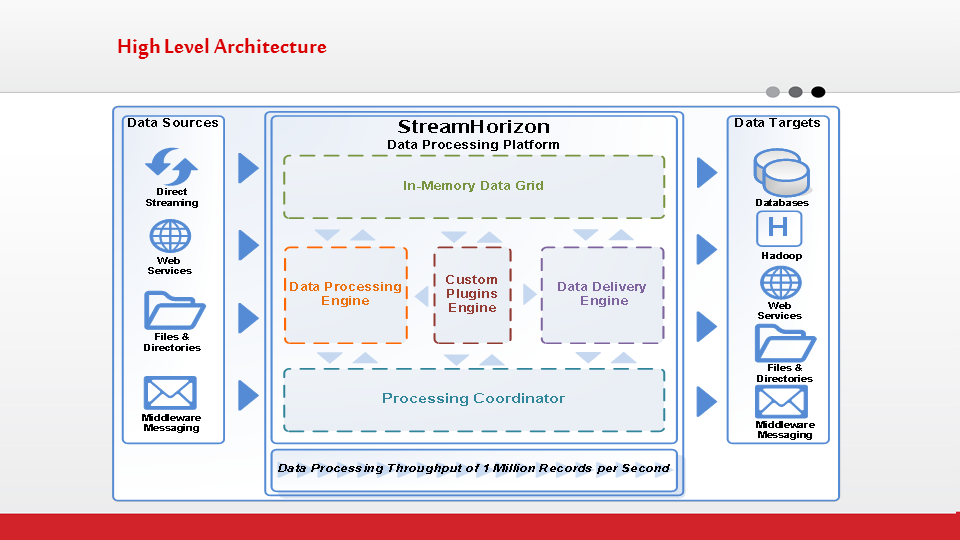 High Level Architecture
Data Sources
Direct
Streaming
Web
Services
Files &
Directories
Middleware
Messaging
StreamHorizon
Data Processing Platform
In-Memory Data Grid
Data Processing
Engine
Custom
Plugins
Engine
Data Delivery
Engine
Processing Coordinator
Data Processing Throughput of 1 Million Records per Second
Data Targets
Databases
H
Hadoop
Web
Services
Files &
Directories
Middleware
Messaging